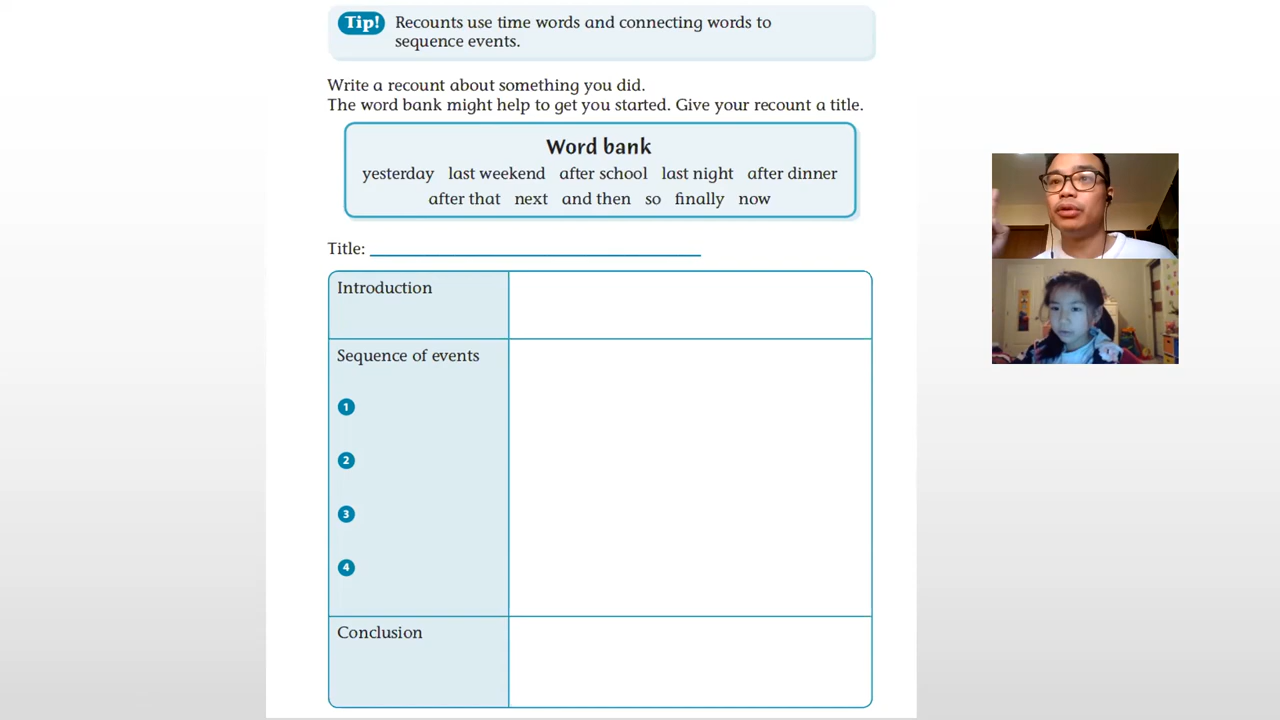 Tip! Recounts use time words and connecting words to
sequence events.
Write a recount about something you did.
The word bank might help to get you started. Give your recount a title.
Word bank
yesterday last weekend after school last night after dinner
after that next and then so finally now
Title:
Introduction
Sequence of events
1
2
3
4
Conclusion